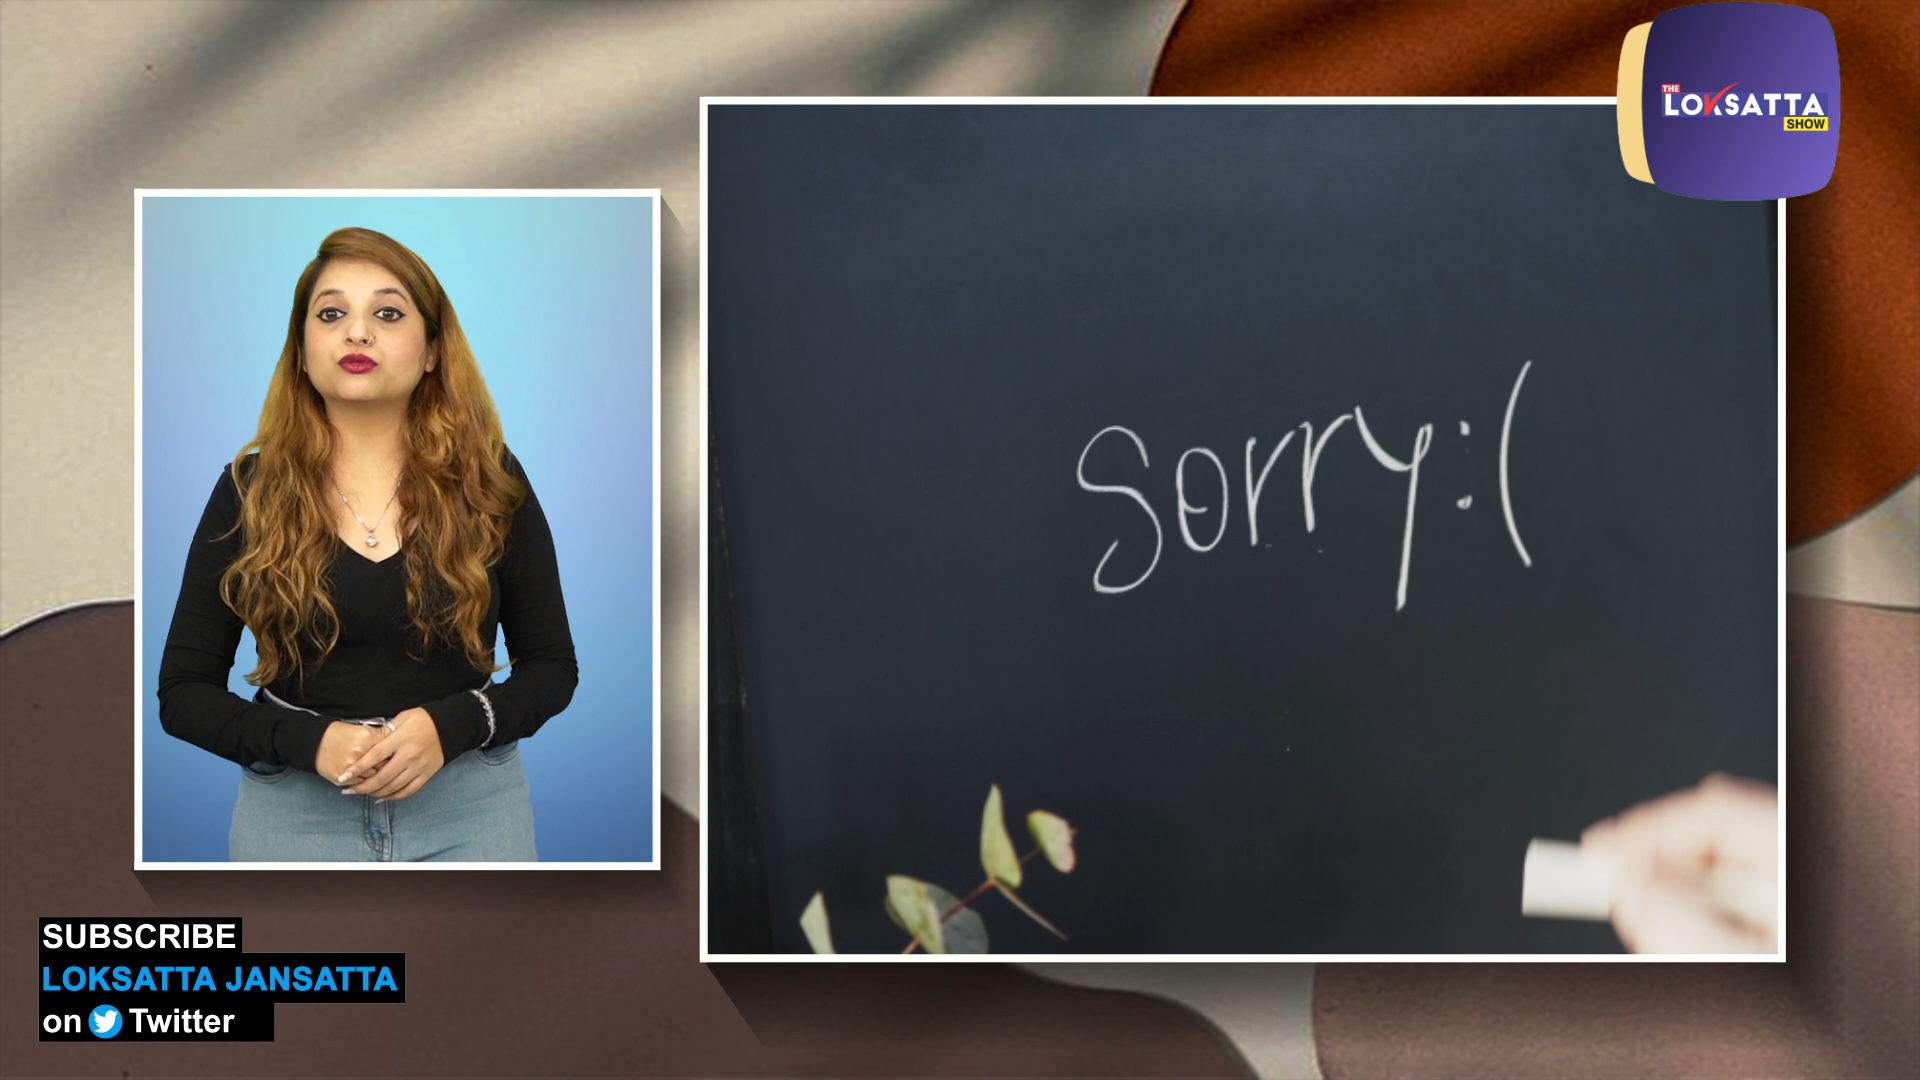 THE
LOKSATTA
SHOW
sorry:(
SUBSCRIBE
LOKSATTA JANSATTA
on Twitter